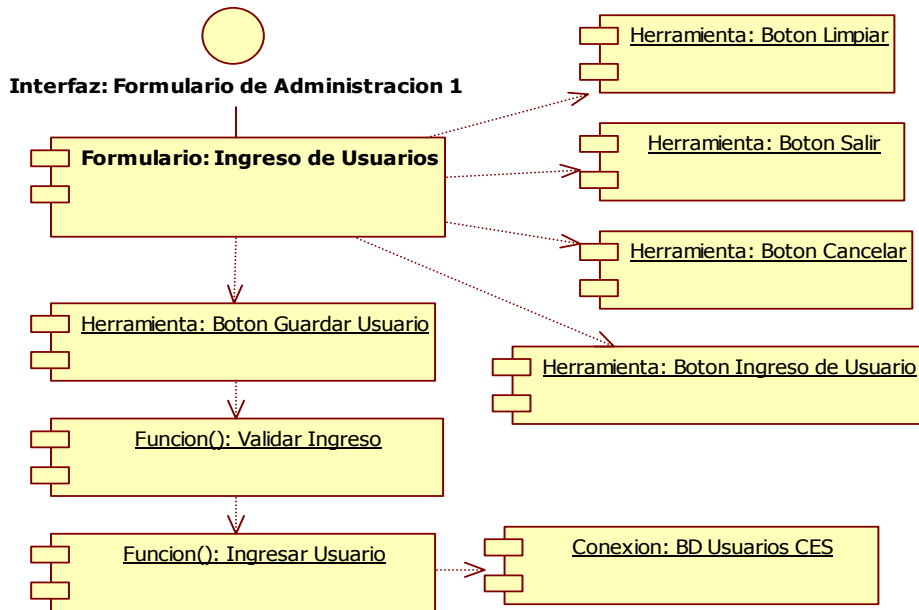 Herramienta: Boton Limpiar
Interfaz: Formulario de Administracion 1
Formulario: Ingreso de Usuarios
Herramienta: Boton Salir
Herramienta: Boton Cancelar
Herramienta: Boton Guardar Usuario
Herramienta: Boton Ingreso de Usuario
Funcion(): Validar Ingreso
Funcion(): Ingresar Usuario
Conexion: BD Usuarios CES